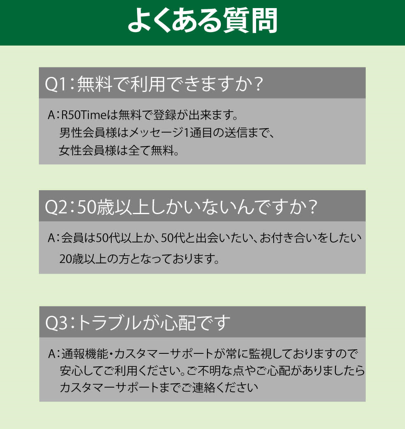 よくある質問
Q1：無料で利用できますか？
A：R50Timeは無料で登録が出来ます。
男性会員様はメッセージ1通目の送信まで、
女性会員様は全て無料。
Q2：50歳以上しかいないんですか？
A：会員は50代以上か、50代と出会いたい、お付き合いをしたい
20歳以上の方となっております。
Q3：トラブルが心配です
A：通報機能・カスタマーサポートが常に監視しておりますので
安心してご利用ください。ご不明な点やご心配がありましたら
カスタマーサポートまでご連絡ください